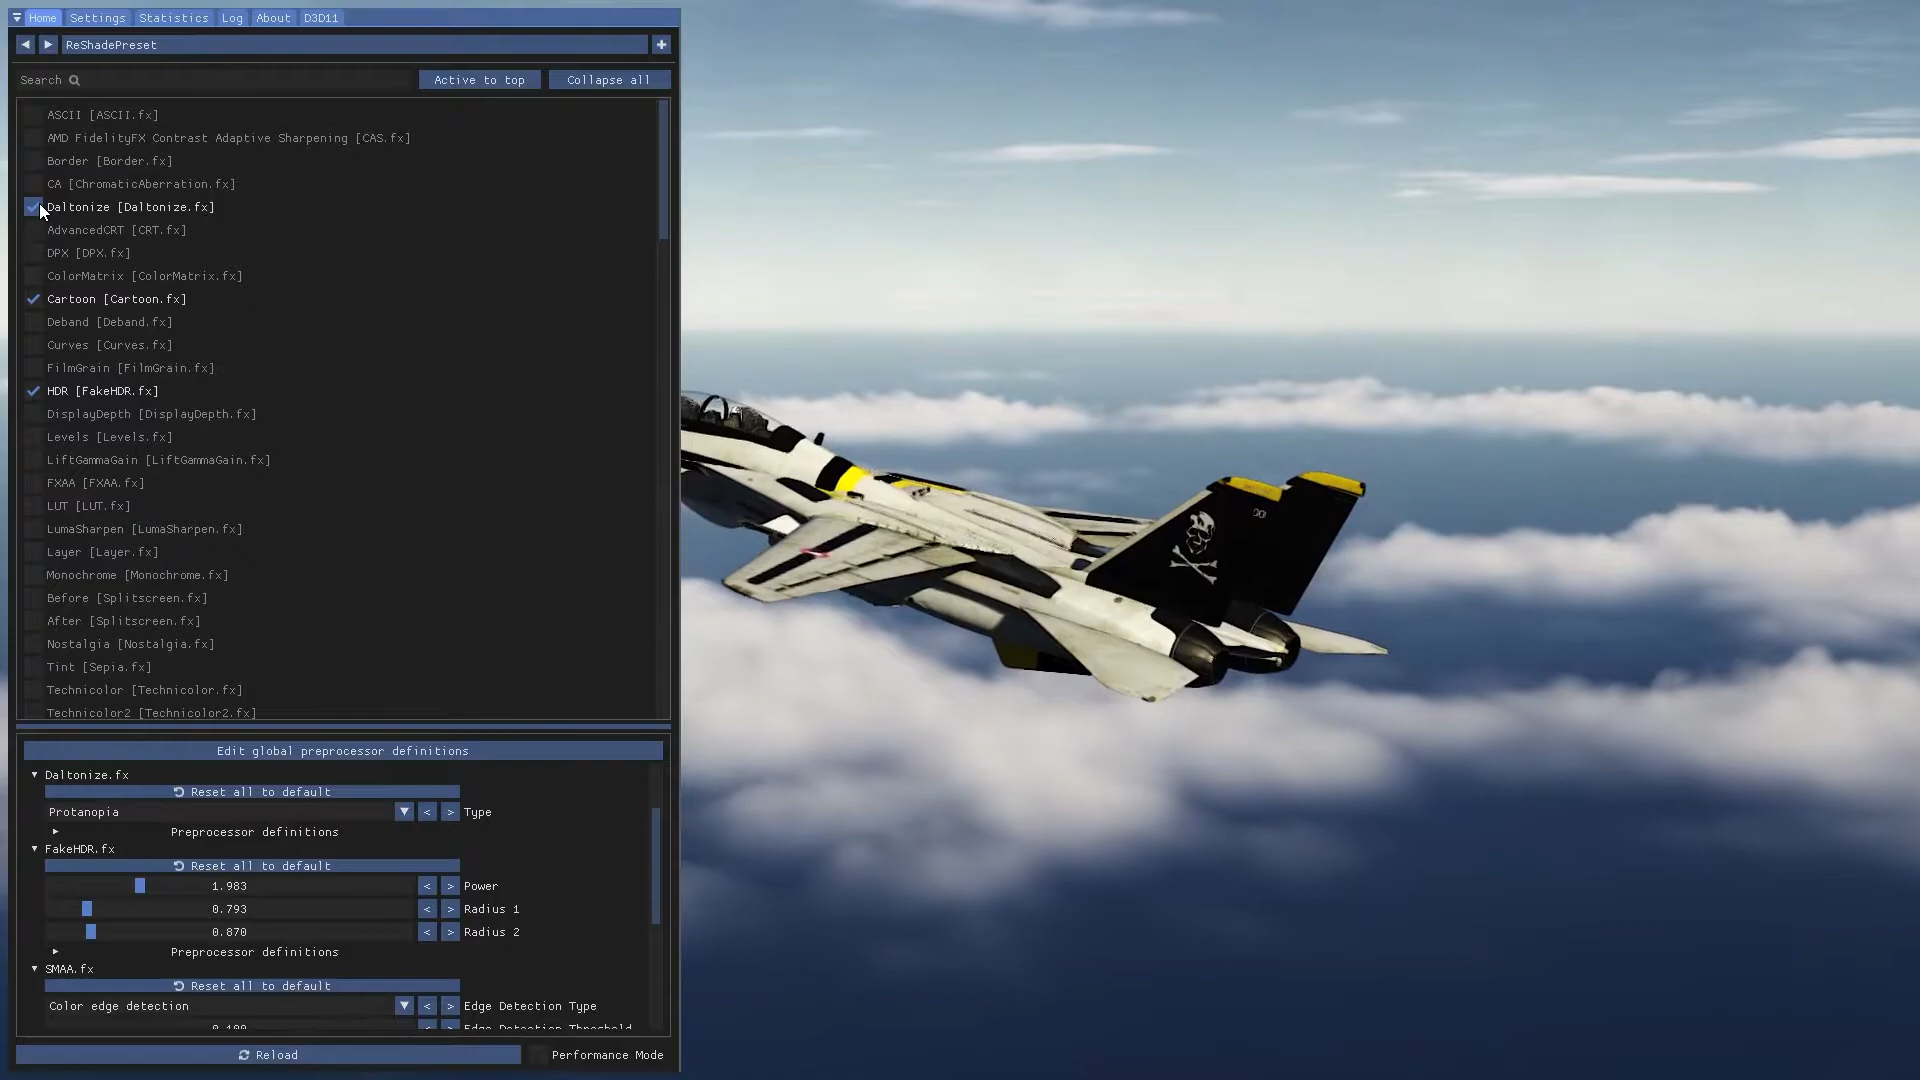 Home Settings Statistics Log About D3D11
ReShadePreset
Search Active to top Collapse all
ASCII [ASCII.fx]
AMD FidelityFX Contrast Adaptive Sharpening [CAS.fx]
Border [Border.fx]
CA [ChromaticAberration.fx]
Daltonize [Daltonize.fx]
AdvancedCRT [CRT.fx]
DPX [DPX.fx]
ColorMatrix [ColorMatrix.fx]
Cartoon [Cartoon.fx]
Deband [Deband.fx]
Curves [Curves.fx]
FilmGrain [FilmGrain.fx]
HDR [FakeHDR.fx]
DisplayDepth [DisplayDepth.fx]
Levels [Levels.fx]
LiftGammaGain [LiftGammaGain.fx]
FXAA [FXAA.fx]
LUT [LUT.fx]
LumaSharpen [LumaSharpen.fx]
Layer [Layer.fx]
Monochrome [Monochrome.fx]
Before [Splitscreen.fx]
After [Splitscreen.fx]
Nostalgia [Nostalgia.fx]
Tint [Sepia.fx]
Technicolor [Technicolor.fx]
Technicolor2 [Technicolor2.fx]
Edit global preprocessor definitions
Daltonize.fx
Reset all to default
Protanopia < > Type
Preprocessor definitions
FakeHDR.fx
Reset all to default
1.983 < > Power
0.793 < > Radius 1
0.870 < > Radius 2
Preprocessor definitions
SMAA.fx
Reset all to default
Color edge detection < > Edge Detection Type
0.100 < > Edge Detection Threshold
Reload Performance Mode